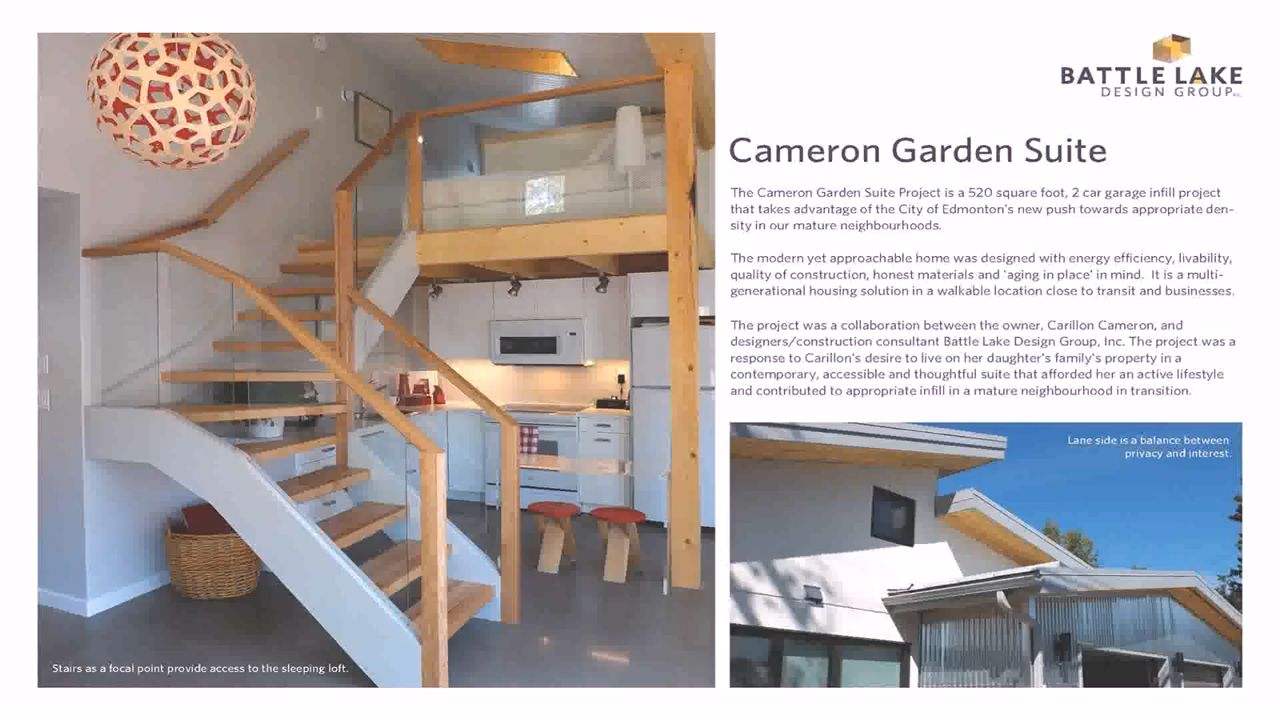 BATTLE LAKE
DESIGN GROUP
Cameron Garden Suite
The Cameron Garden Suite Project is a 520 square foot, 2 car garage infill project
that takes advantage of the City of Edmonton's new push towards appropriate den-
sity in our mature neighbourhoods.
The modern yet approachable home was designed with energy efficiency, livability,
quality of construction, honest materials and 'aging in place' in mind.  It is a multi-
generational housing solution in a walkable location close to transit and businesses.
The project was a collaboration between the owner, Carillon Cameron, and
designers/construction consultant Battle Lake Design Group, Inc. The project was a
response to Carillon's desire to live on her daughter's family's property in a
contemporary, accessible and thoughtful suite that afforded her an active lifestyle
and contributed to appropriate infill in a mature neighbourhood in transition.
Lane side is a balance between
privacy and interest.
Stairs as a focal point provide access to the sleeping loft.